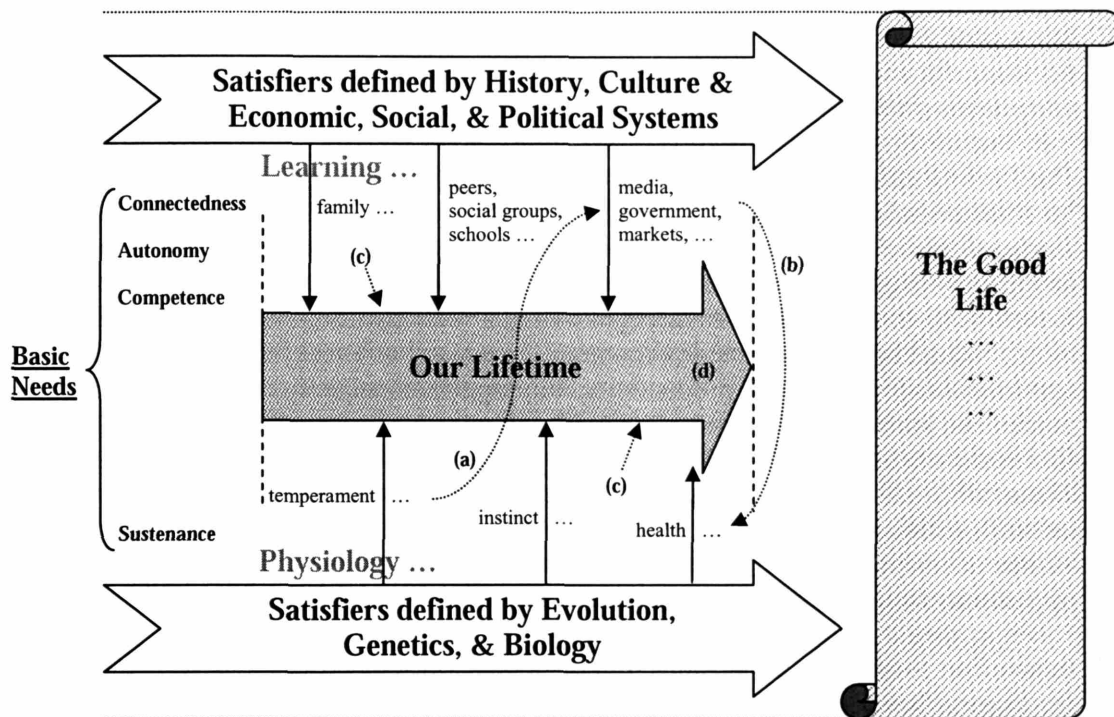 Satisfiers defined by History, Culture &
Economic, Social, & Political Systems
Learning …
Connectedness
Autonomy
Competence
Basic
Needs
Sustenance
family …
peers,
social groups,
schools …
media,
government,
markets, …
(c)
(b)
Our Lifetime
(d)
(a)
(c)
temperament …
instinct …
health …
Physiology …
Satisfiers defined by Evolution,
Genetics, & Biology
The Good
Life
…
…
…